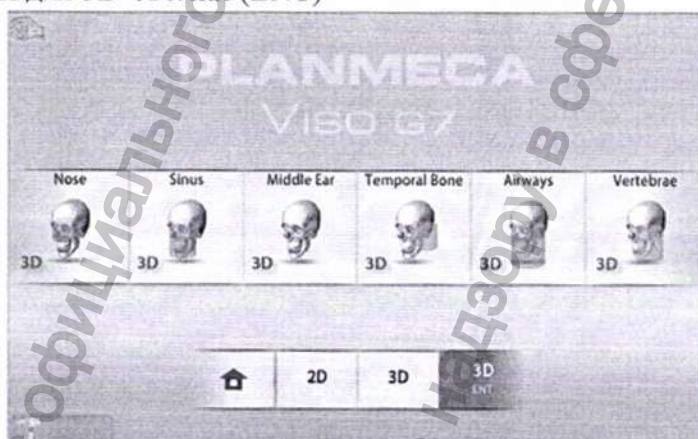 PLANMECA
VISO G7
Nose Sinus Middle Ear Temporal Bone Airways Vertebrae
3D 3D 3D 3D 3D 3D
2D 3D 3D
ENT
официального
надзору в сфе